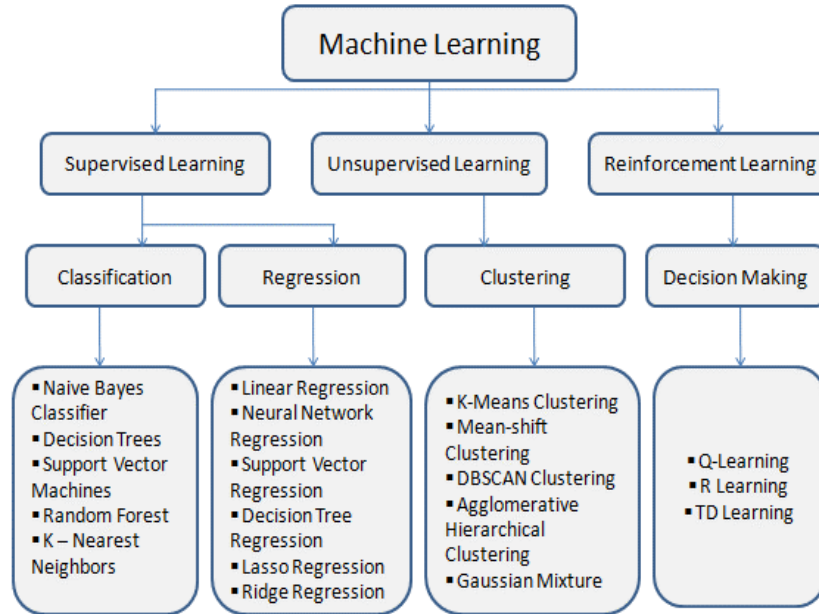 Machine Learning
Supervised Learning
Unsupervised Learning
Reinforcement Learning
Classification
Regression
Clustering
Decision Making
▪ Naive Bayes
Classifier
▪ Decision Trees
▪ Support Vector
Machines
▪ Random Forest
▪ K – Nearest
Neighbors
▪ Linear Regression
▪ Neural Network
Regression
▪ Support Vector
Regression
▪ Decision Tree
Regression
▪ Lasso Regression
▪ Ridge Regression
▪ K-Means Clustering
▪ Mean-shift
Clustering
▪ DBSCAN Clustering
▪ Agglomerative
Hierarchical
Clustering
▪ Gaussian Mixture
▪ Q-Learning
▪ R Learning
▪ TD Learning